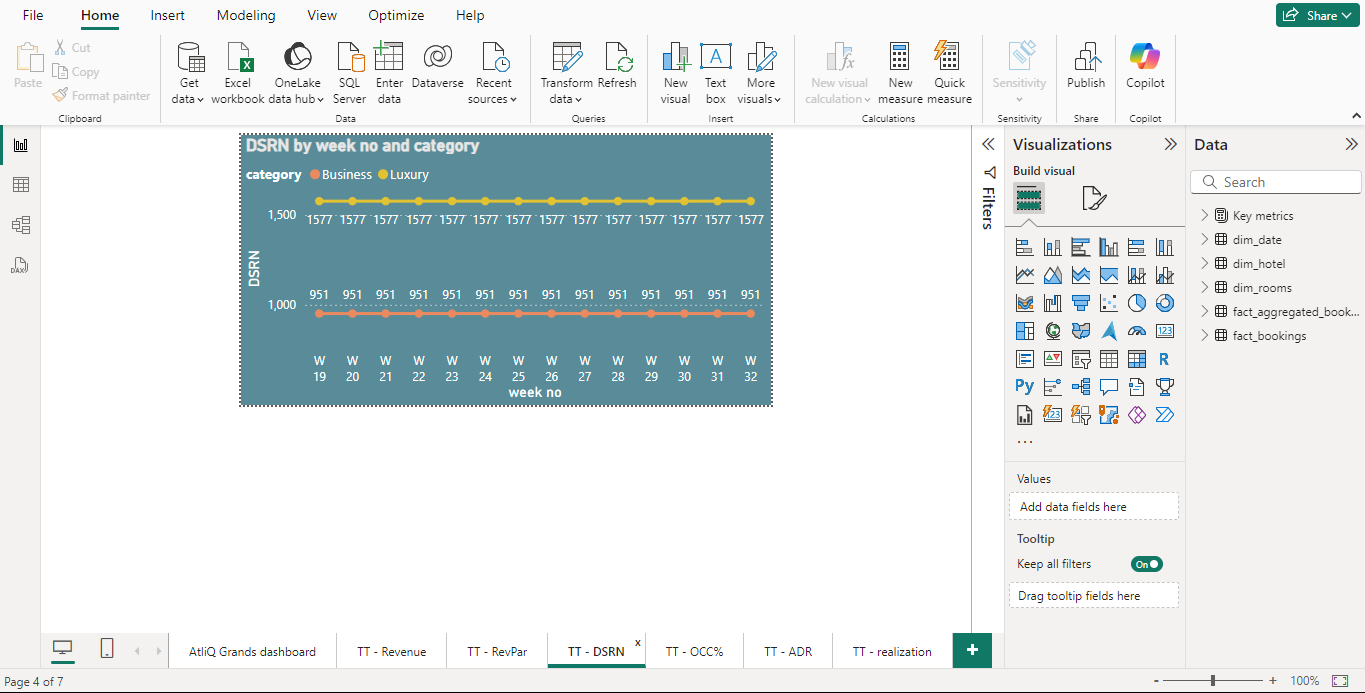 File Home Insert Modeling View Optimize Help Share
Paste Cut
Copy
Format painter
Clipboard
Get data
Excel workbook
OneLake data hub
SQL Server
Enter data
Dataverse
Recent sources
Data
Transform data
Refresh
Queries
New visual
Text box
More visuals
Insert
New visual calculation
New measure
Quick measure
Calculations
Sensitivity
Sensitivity
Publish
Share
Copilot
Copilot
DAX
DSRN by week no and category
category Business Luxury
1,500
1577 1577 1577 1577 1577 1577 1577 1577 1577 1577 1577 1577 1577 1577
DSRN
951 951 951 951 951 951 951 951 951 951 951 951 951 951
1,000
W W W W W W W W W W W W W W
19 20 21 22 23 24 25 26 27 28 29 30 31 32
week no
Filters
Visualizations
Build visual
123
R
Py
123
...
Values
Add data fields here
Tooltip
Keep all filters On
Drag tooltip fields here
Data
Search
Key metrics
dim_date
dim_hotel
dim_rooms
fact_aggregated_book...
fact_bookings
AtliQ Grands dashboard TT - Revenue TT - RevPar TT - DSRN x TT - OCC% TT - ADR TT - realization +
Page 4 of 7 - + 100%